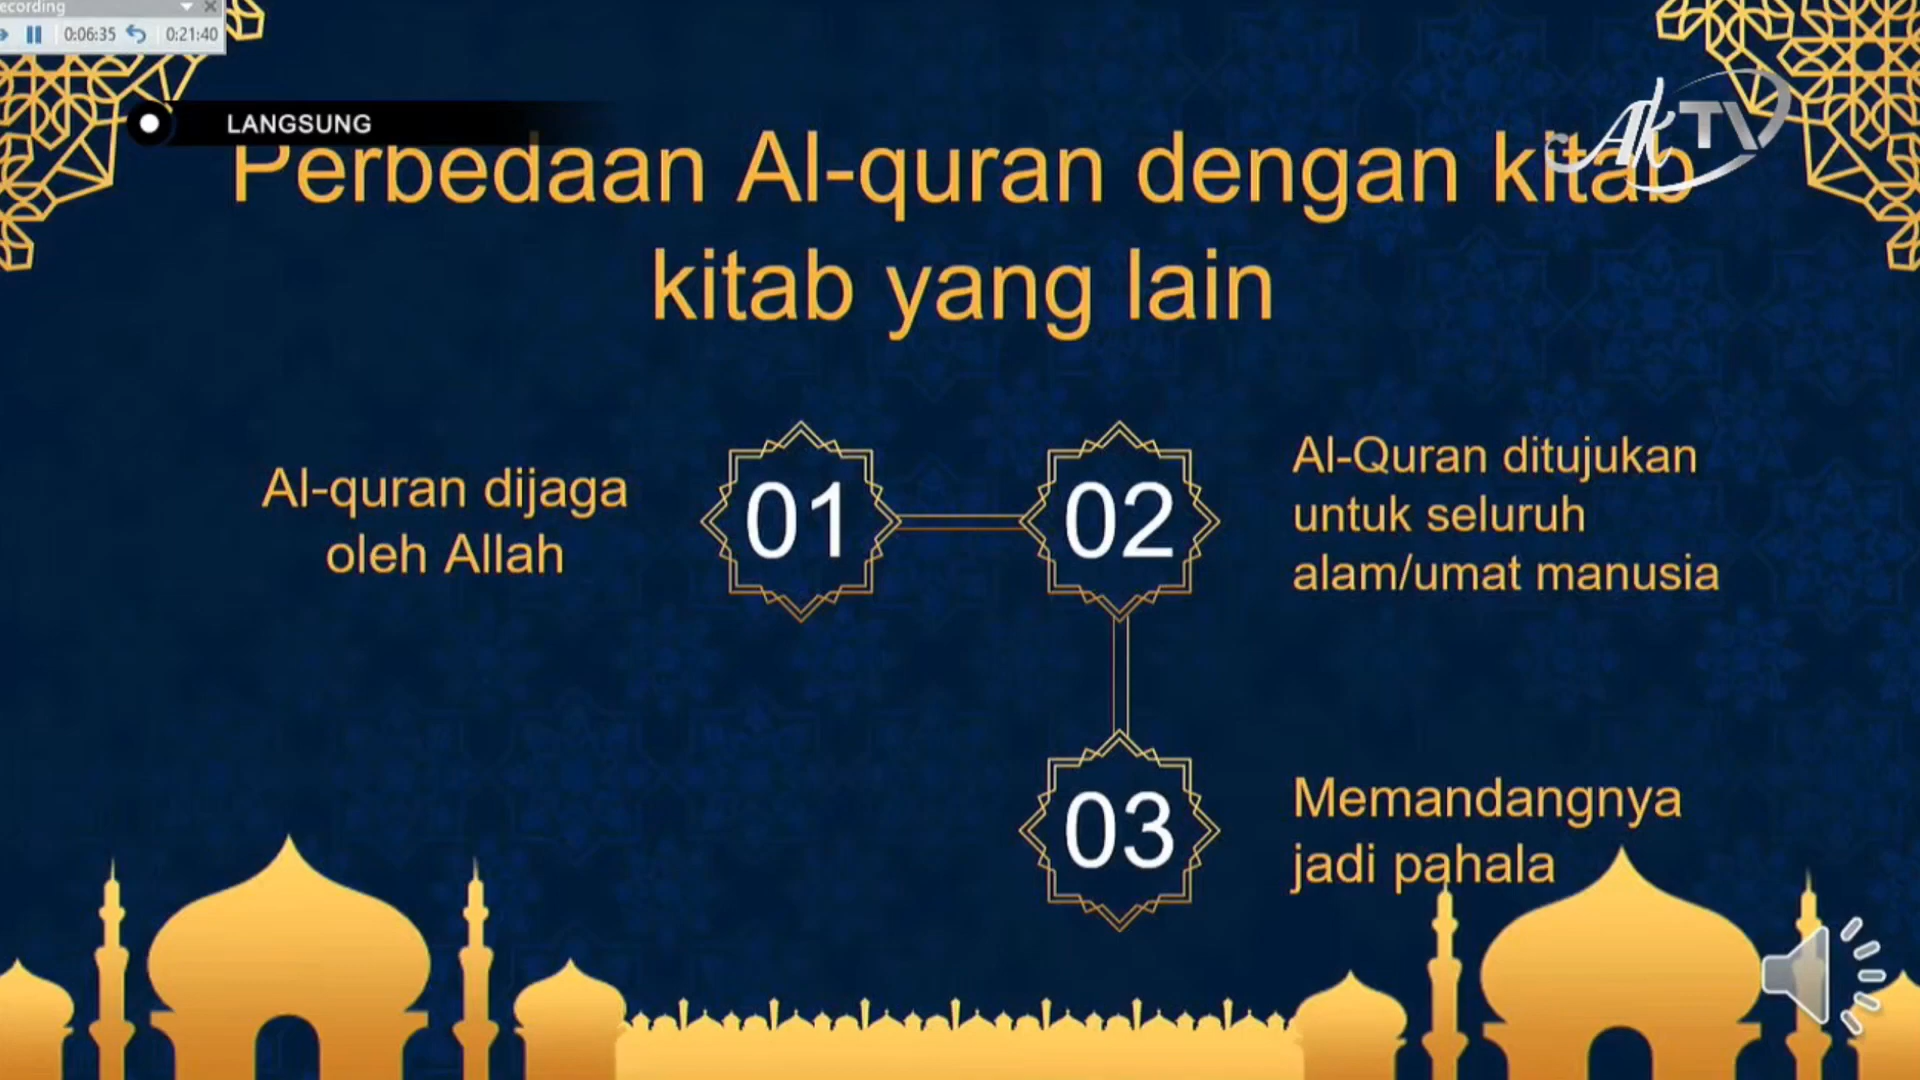 ecording
0:06:35 0:21:40
LANGSUNG
AkTV
Perbedaan Al-quran dengan kitab
kitab yang lain
Al-quran dijaga
oleh Allah
01
02
Al-Quran ditujukan
untuk seluruh
alam/umat manusia
03
Memandangnya
jadi pahala